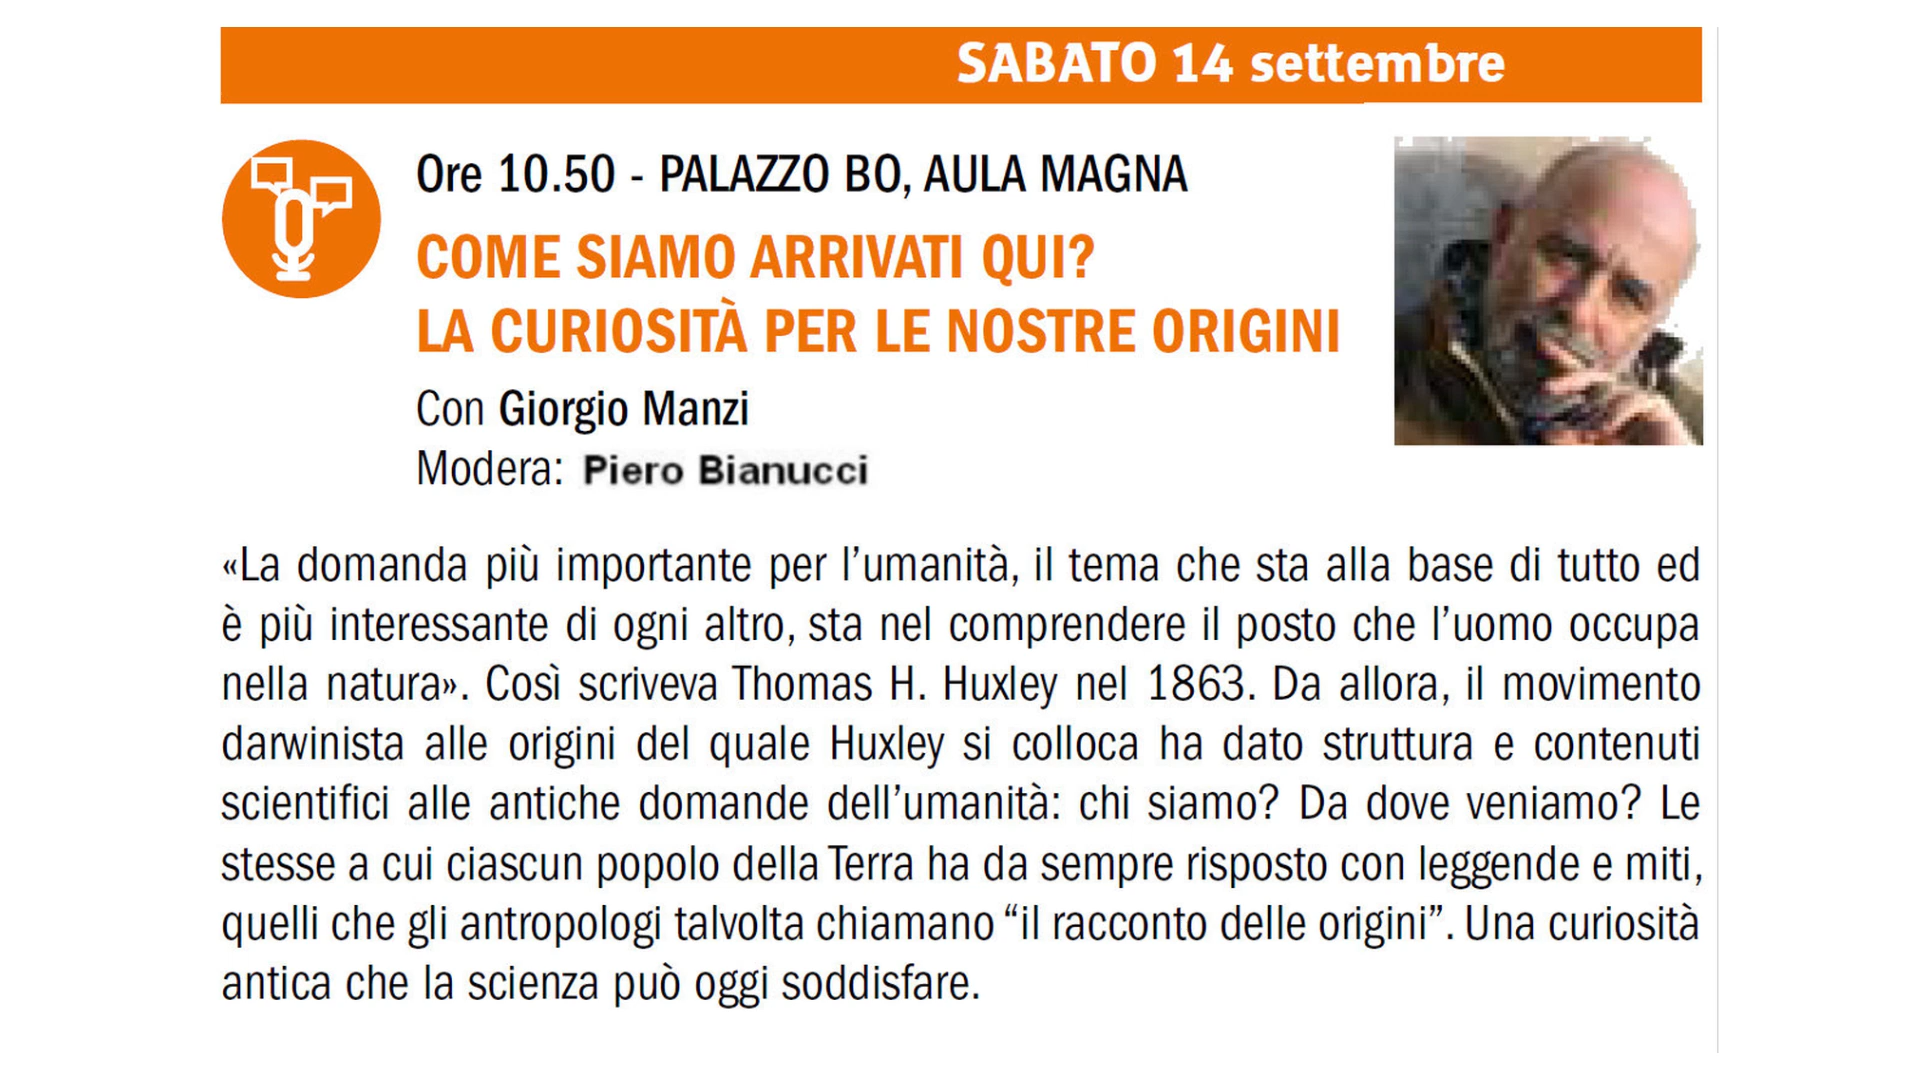 SABATO 14 settembre
Ore 10.50 - PALAZZO BO, AULA MAGNA
COME SIAMO ARRIVATI QUI?
LA CURIOSITÀ PER LE NOSTRE ORIGINI
Con Giorgio Manzi
Modera: Piero Bianucci
«La domanda più importante per l’umanità, il tema che sta alla base di tutto ed
è più interessante di ogni altro, sta nel comprendere il posto che l’uomo occupa
nella natura». Così scriveva Thomas H. Huxley nel 1863. Da allora, il movimento
darwinista alle origini del quale Huxley si colloca ha dato struttura e contenuti
scientifici alle antiche domande dell’umanità: chi siamo? Da dove veniamo? Le
stesse a cui ciascun popolo della Terra ha da sempre risposto con leggende e miti,
quelli che gli antropologi talvolta chiamano “il racconto delle origini”. Una curiosità
antica che la scienza può oggi soddisfare.